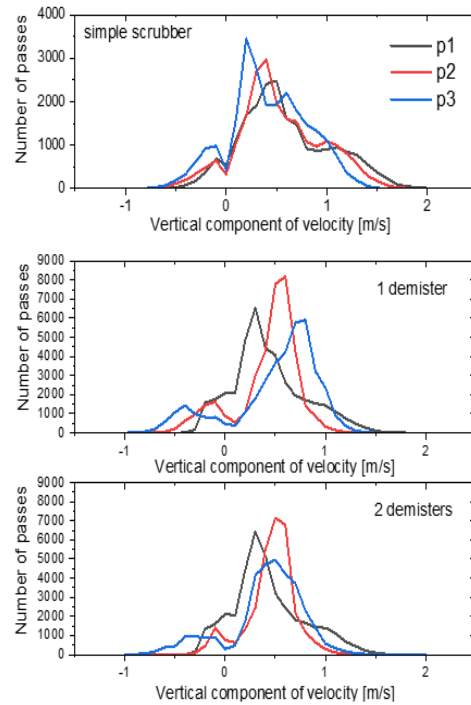 4000
simple scrubber
p1
p2
p3
3000
2000
1000
0
Number of passes
-1 0 1 2
Vertical component of velocity [m/s]
9000
8000
7000
6000
5000
4000
3000
2000
1000
0
1 demister
Number of passes
-1 0 1 2
Vertical component of velocity [m/s]
9000
8000
7000
6000
5000
4000
3000
2000
1000
0
2 demisters
Number of passes
-1 0 1 2
Vertical component of velocity [m/s]